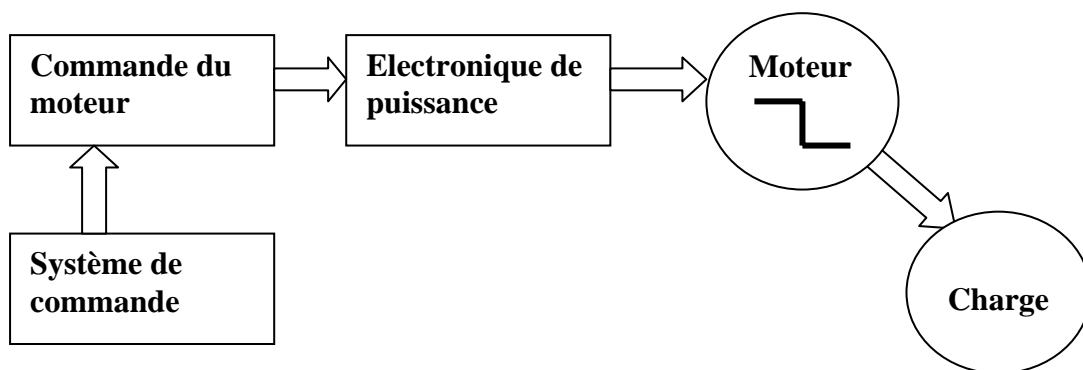 Commande du
moteur
Electronique de
puissance
Moteur
Système de
commande
Charge